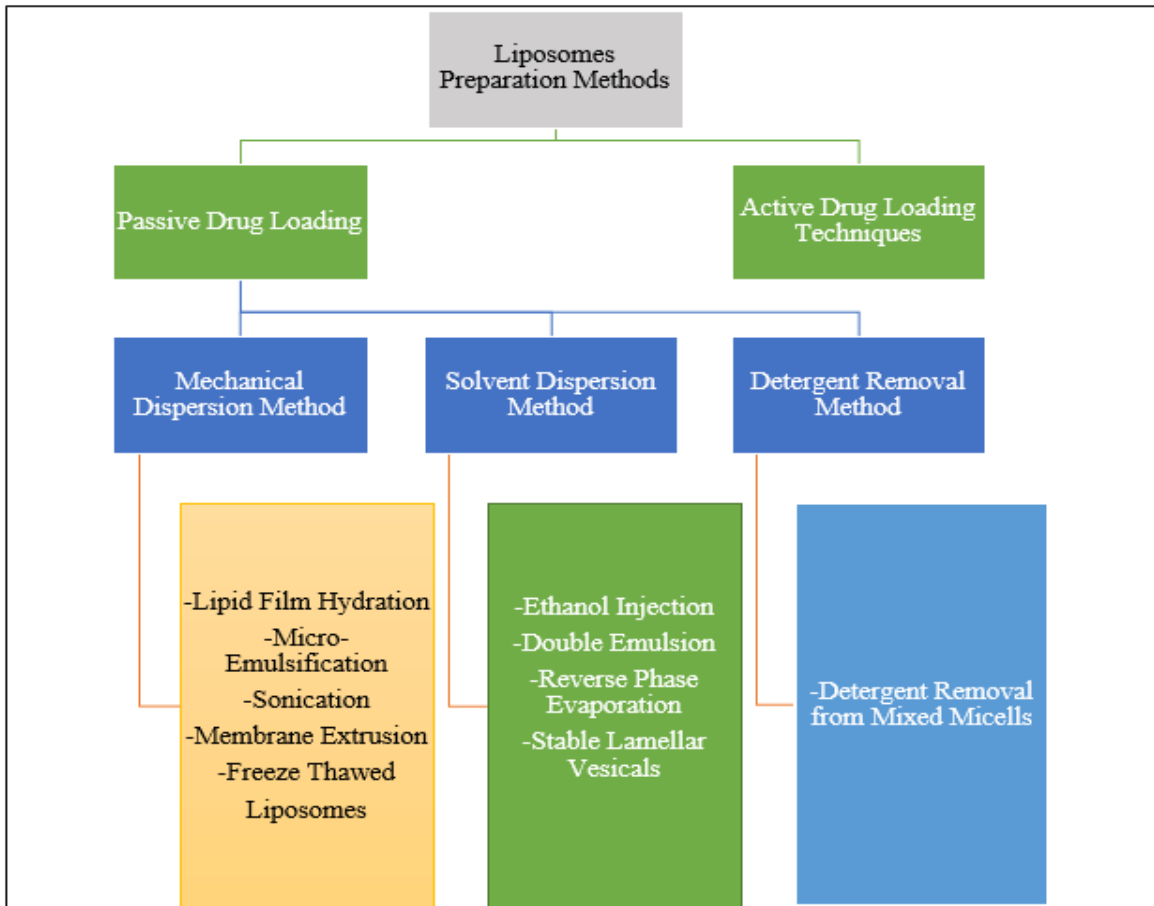 Liposomes
Preparation Methods
Passive Drug Loading
Active Drug Loading
Techniques
Mechanical
Dispersion Method
Solvent Dispersion
Method
Detergent Removal
Method
-Lipid Film Hydration
-Micro-
Emulsification
-Sonication
-Membrane Extrusion
-Freeze Thawed
Liposomes
-Ethanol Injection
-Double Emulsion
-Reverse Phase
Evaporation
-Stable Lamellar
Vesicals
-Detergent Removal
from Mixed Micells